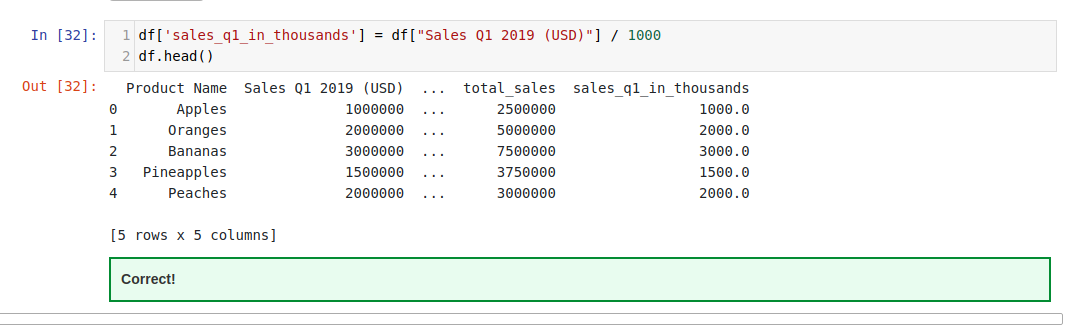 In [32]: 1 df['sales_q1_in_thousands'] = df["Sales Q1 2019 (USD)"] / 1000
2 df.head()
Out [32]: Product Name Sales Q1 2019 (USD) ... total_sales sales_q1_in_thousands
0 Apples 1000000 ... 2500000 1000.0
1 Oranges 2000000 ... 5000000 2000.0
2 Bananas 3000000 ... 7500000 3000.0
3 Pineapples 1500000 ... 3750000 1500.0
4 Peaches 2000000 ... 3000000 2000.0
[5 rows x 5 columns]
Correct!